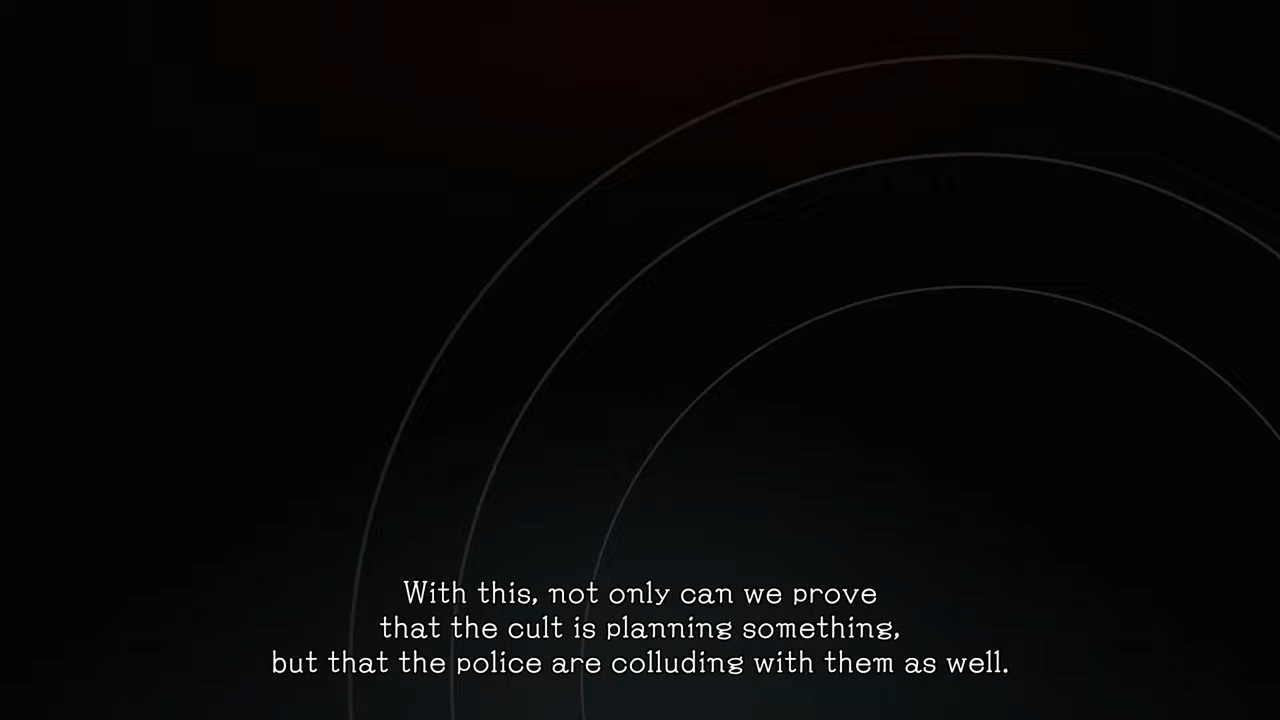 With this, not only can we prove
that the cult is planning something,
but that the police are colluding with them as well.